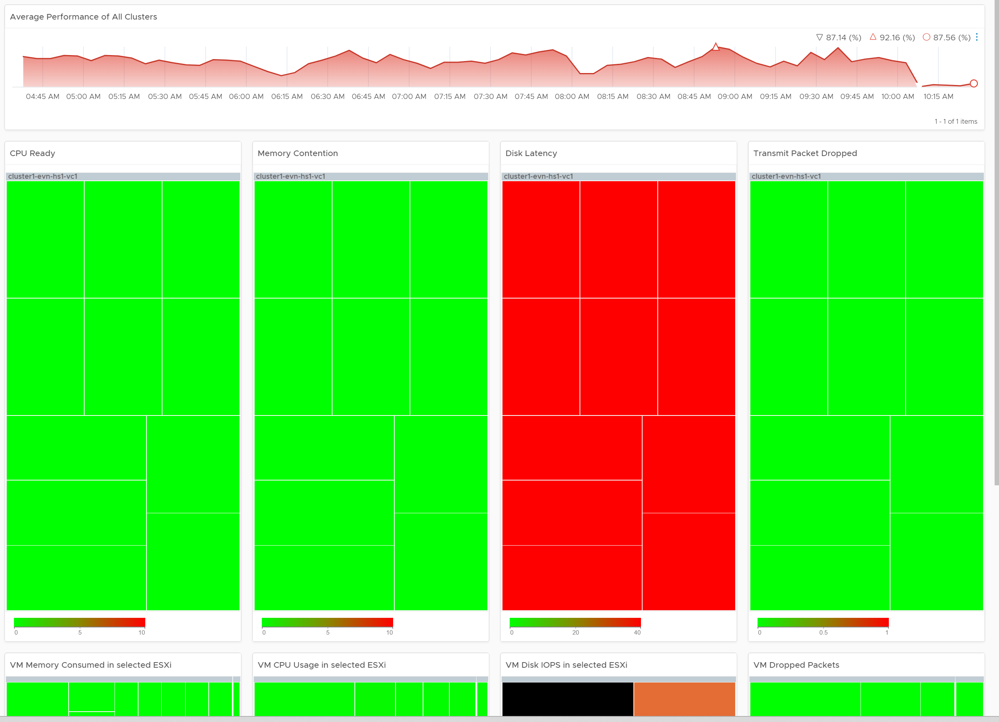 Average Performance of All Clusters
87.14 (%) 92.16 (%) 87.56 (%)
04:45 AM 05:00 AM 05:15 AM 05:30 AM 05:45 AM 06:00 AM 06:15 AM 06:30 AM 06:45 AM 07:00 AM 07:15 AM 07:30 AM 07:45 AM 08:00 AM 08:15 AM 08:30 AM 08:45 AM 09:00 AM 09:15 AM 09:30 AM 09:45 AM 10:00 AM 10:15 AM
1 - 1 of 1 items
CPU Ready
cluster1-evn-hs1-vc1
0 5 10
Memory Contention
cluster1-evn-hs1-vc1
0 5 10
Disk Latency
cluster1-evn-hs1-vc1
0 20 40
Transmit Packet Dropped
cluster1-evn-hs1-vc1
0 0.5 1
VM Memory Consumed in selected ESXi
VM CPU Usage in selected ESXi
VM Disk IOPS in selected ESXi
VM Dropped Packets